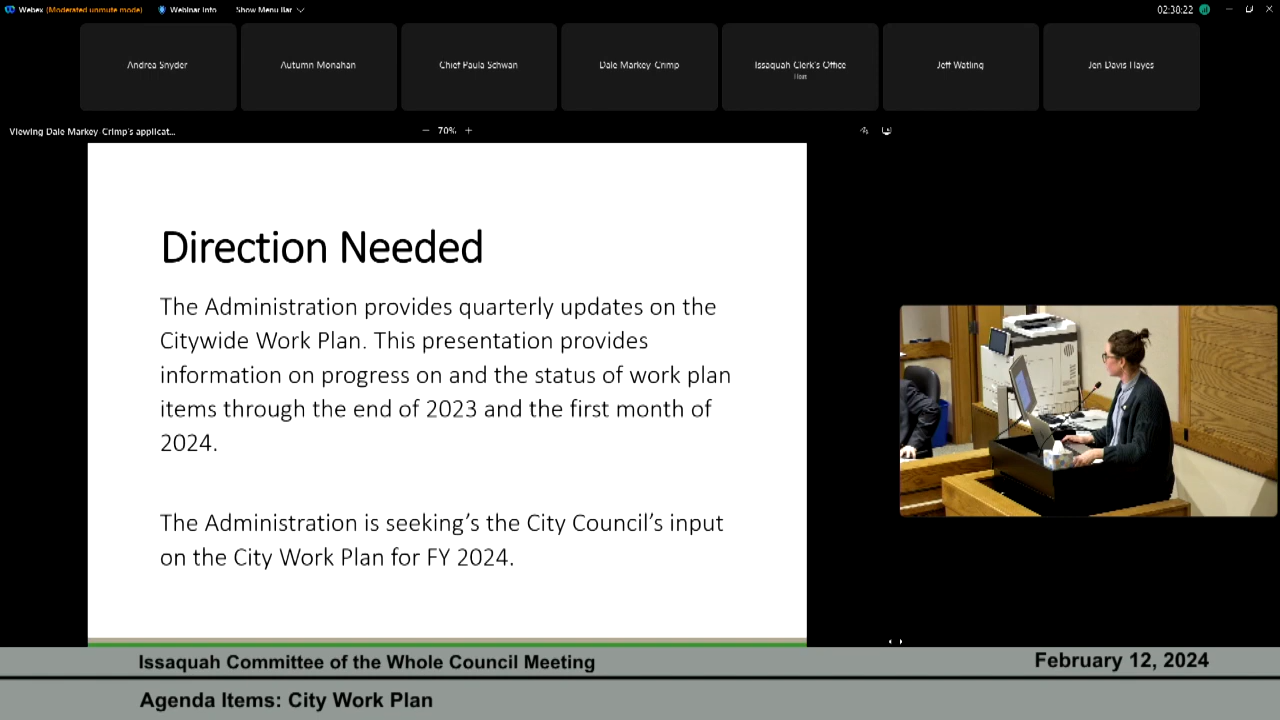 Webex (Moderated unmute mode) Webinar Info Show Menu Bar 02:38:22
Andrea Snyder
Autumn Monahan
Chief Paula Schwan
Dale Markey-Crimp
Issaquah Clerk's Office
Host
Jeff Watling
Jen Davis Hayes
Viewing Dale Markey-Crimp's applicat...
70%
Direction Needed
The Administration provides quarterly updates on the
Citywide Work Plan. This presentation provides
information on progress on and the status of work plan
items through the end of 2023 and the first month of
2024.
The Administration is seeking’s the City Council’s input
on the City Work Plan for FY 2024.
Issaquah Committee of the Whole Council Meeting
February 12, 2024
Agenda Items: City Work Plan